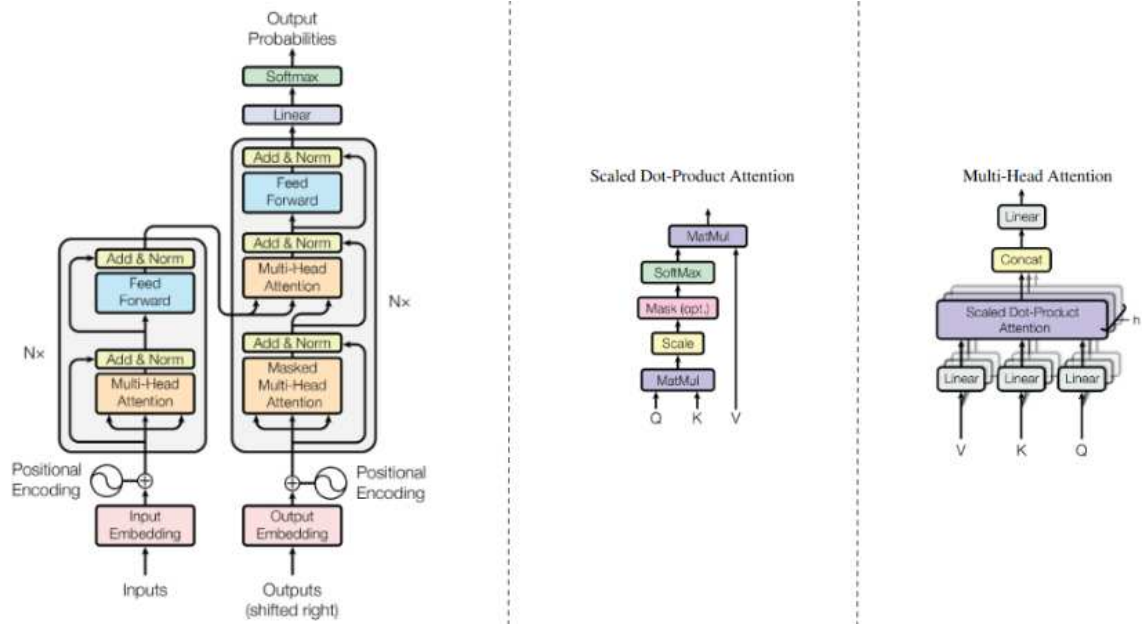 Output
Probabilities
Softmax
Linear
Add & Norm
Feed
Forward
Add & Norm
Multi-Head
Attention
Nx
Add & Norm
Masked
Multi-Head
Attention
Add & Norm
Feed
Forward
Nx
Add & Norm
Multi-Head
Attention
Positional
Encoding
Positional
Encoding
Input
Embedding
Output
Embedding
Inputs
Outputs
(shifted right)
Scaled Dot-Product Attention
MatMul
SoftMax
Mask (opt.)
Scale
MatMul
Q K V
Multi-Head Attention
Linear
Concat
Scaled Dot-Product
Attention
h
Linear Linear Linear
V K Q